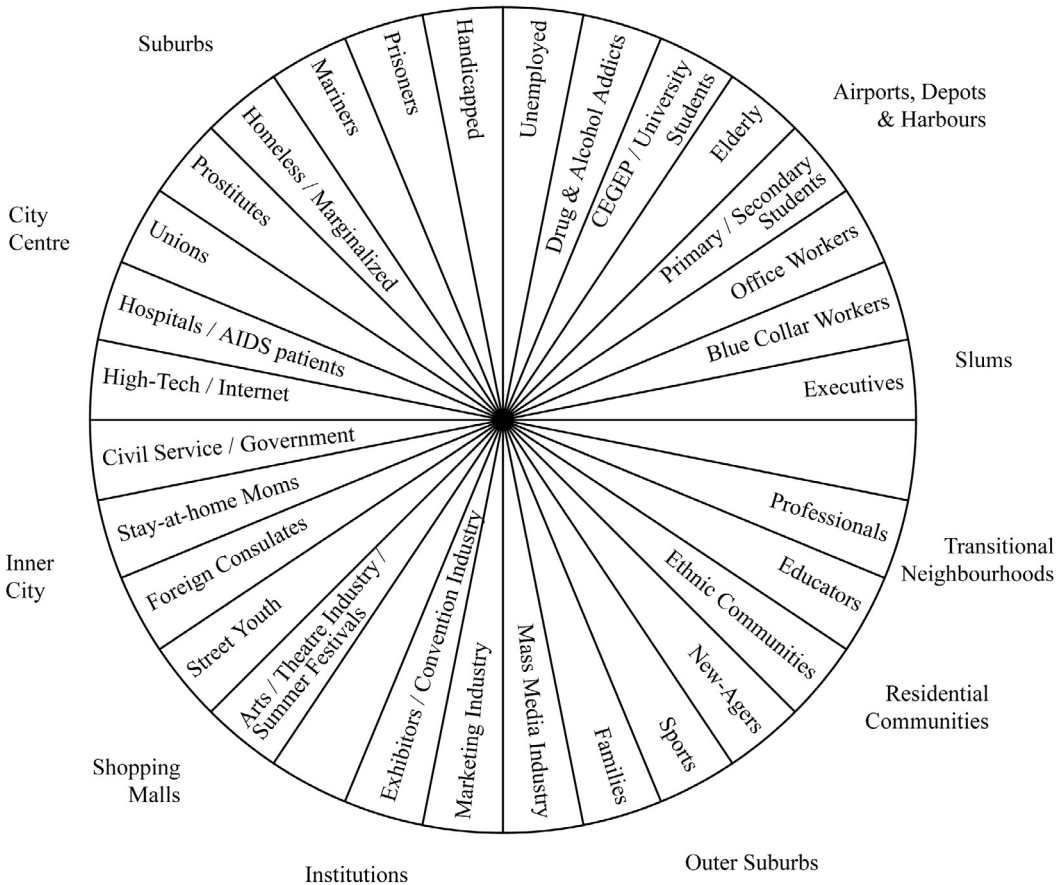 Suburbs
Airports, Depots
& Harbours
Slums
Transitional
Neighbourhoods
Residential
Communities
Outer Suburbs
Institutions
Shopping
Malls
Inner
City
City
Centre
Unemployed
Drug & Alcohol Addicts
CEGEP / University
Students
Elderly
Primary / Secondary
Students
Office Workers
Blue Collar Workers
Executives
Professionals
Educators
Ethnic Communities
New-Agers
Sports
Families
Mass Media Industry
Marketing Industry
Exhibitors / Convention Industry
Arts / Theatre Industry /
Summer Festivals
Street Youth
Foreign Consulates
Stay-at-home Moms
Civil Service / Government
High-Tech / Internet
Hospitals / AIDS patients
Unions
Prostitutes
Homeless / Marginalized
Mariners
Prisoners
Handicapped